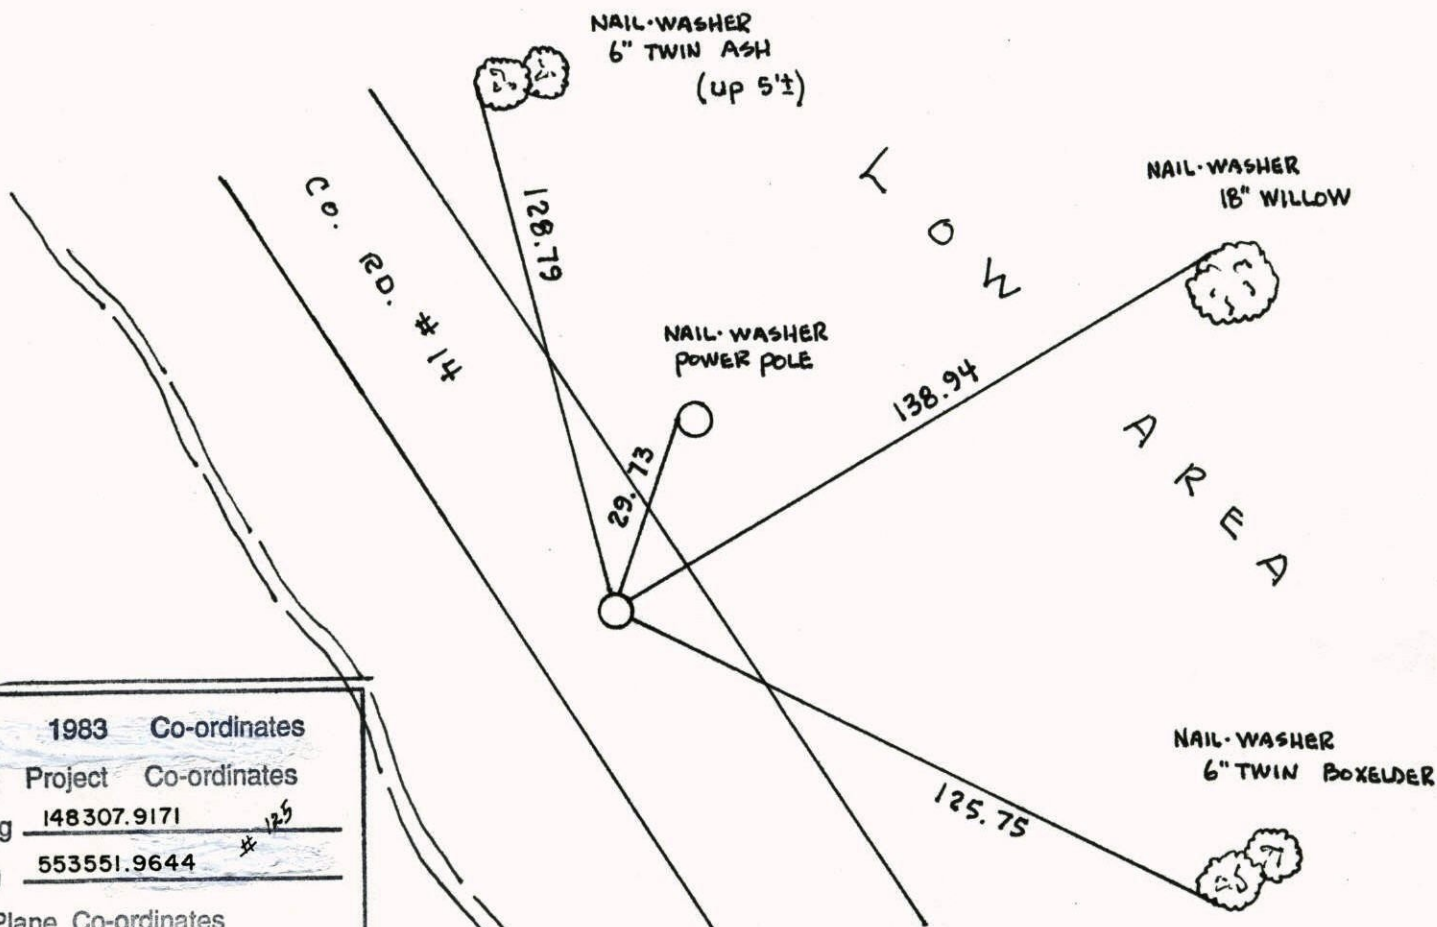 NAIL·WASHER
6" TWIN ASH
(up 5'±)
128.79
CO. RD. # 14
LOW AREA
NAIL·WASHER
18" WILLOW
NAIL·WASHER
POWER POLE
29.73
138.94
125.75
NAIL·WASHER
6" TWIN BOXELDER
1983 Co-ordinates
Project Co-ordinates
g 148307.9171
# 125
553551.9644
Plane Co-ordinates